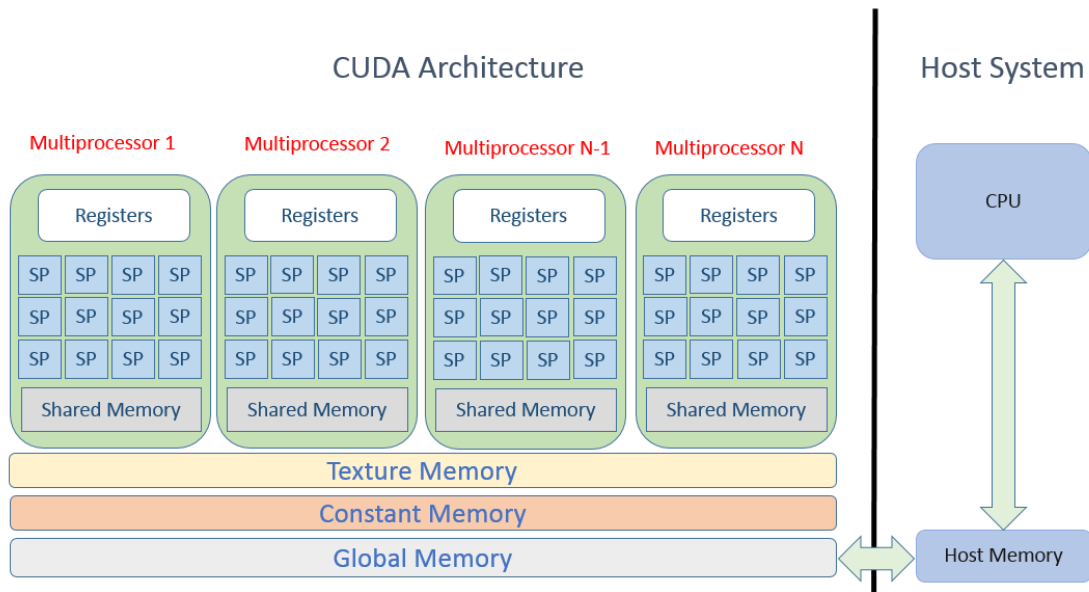 CUDA Architecture
Host System
Multiprocessor 1
Multiprocessor 2
Multiprocessor N-1
Multiprocessor N
Registers
Registers
Registers
Registers
CPU
SP SP SP SP
SP SP SP SP
SP SP SP SP
SP SP SP SP
SP SP SP SP
SP SP SP SP
SP SP SP SP
SP SP SP SP
SP SP SP SP
SP SP SP SP
SP SP SP SP
SP SP SP SP
Shared Memory
Shared Memory
Shared Memory
Shared Memory
Texture Memory
Constant Memory
Global Memory
Host Memory